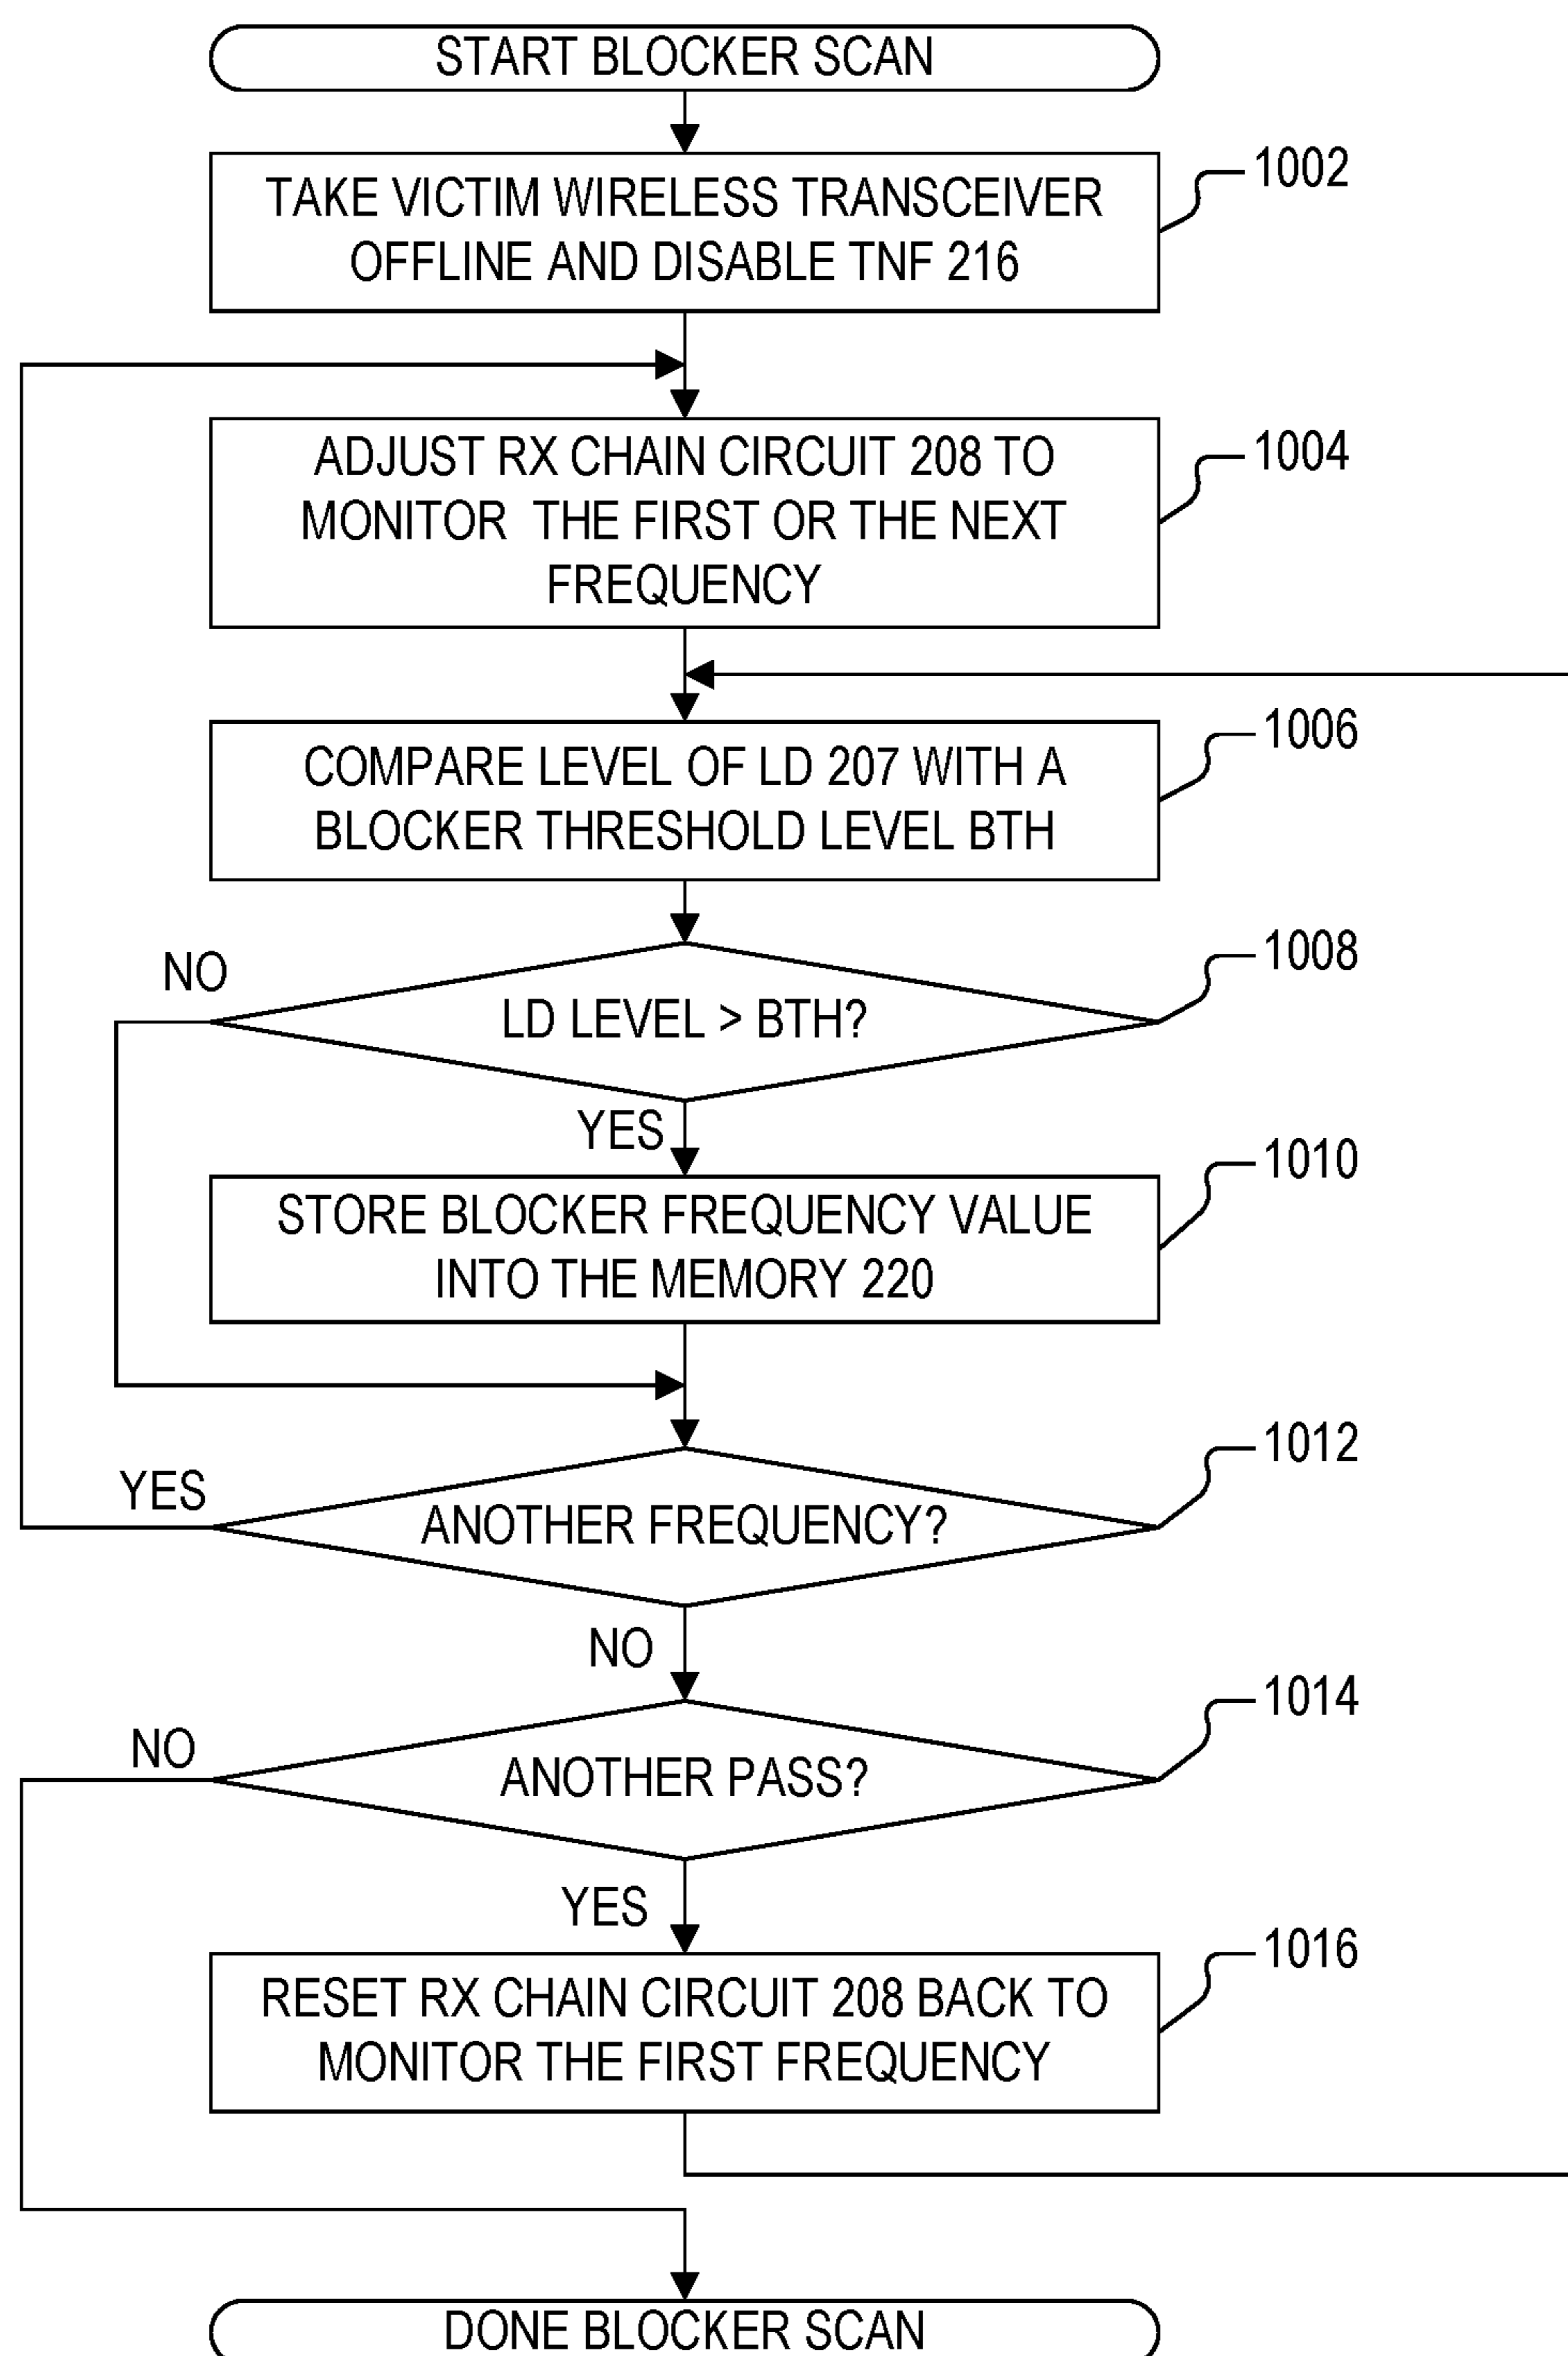 START BLOCKER SCAN
TAKE VICTIM WIRELESS TRANSCEIVER
OFFLINE AND DISABLE TNF 216
1002
ADJUST RX CHAIN CIRCUIT 208 TO
MONITOR THE FIRST OR THE NEXT
FREQUENCY
1004
COMPARE LEVEL OF LD 207 WITH A
BLOCKER THRESHOLD LEVEL BTH
1006
LD LEVEL > BTH?
1008
NO
YES
STORE BLOCKER FREQUENCY VALUE
INTO THE MEMORY 220
1010
ANOTHER FREQUENCY?
1012
YES
NO
ANOTHER PASS?
1014
NO
YES
RESET RX CHAIN CIRCUIT 208 BACK TO
MONITOR THE FIRST FREQUENCY
1016
DONE BLOCKER SCAN